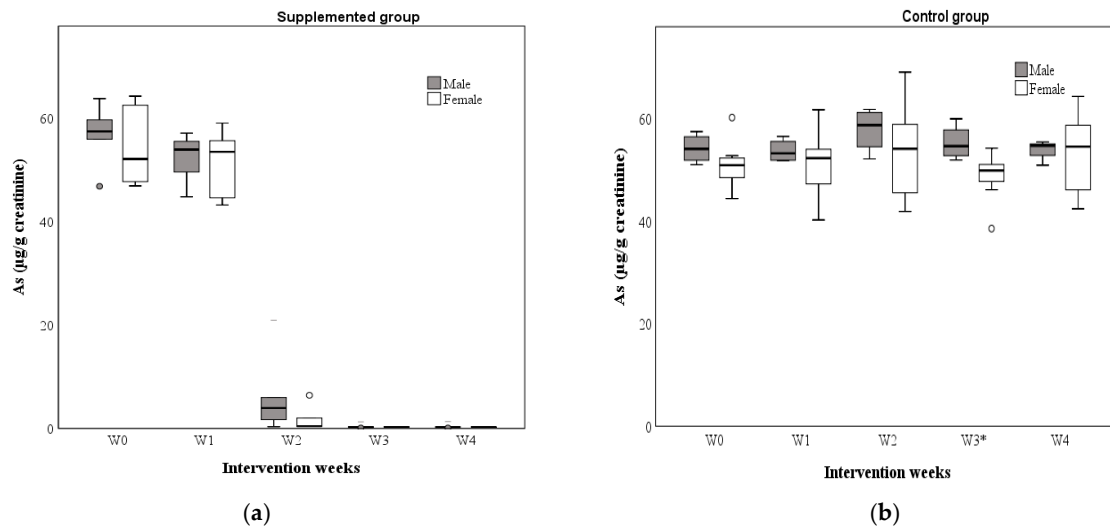 Supplemented group
Male
Female
60
40
20
0
As (µg/g creatinine)
W0 W1 W2 W3 W4
Intervention weeks
(a)
Control group
Male
Female
60
40
20
0
As (µg/g creatinine)
W0 W1 W2 W3* W4
Intervention weeks
(b)